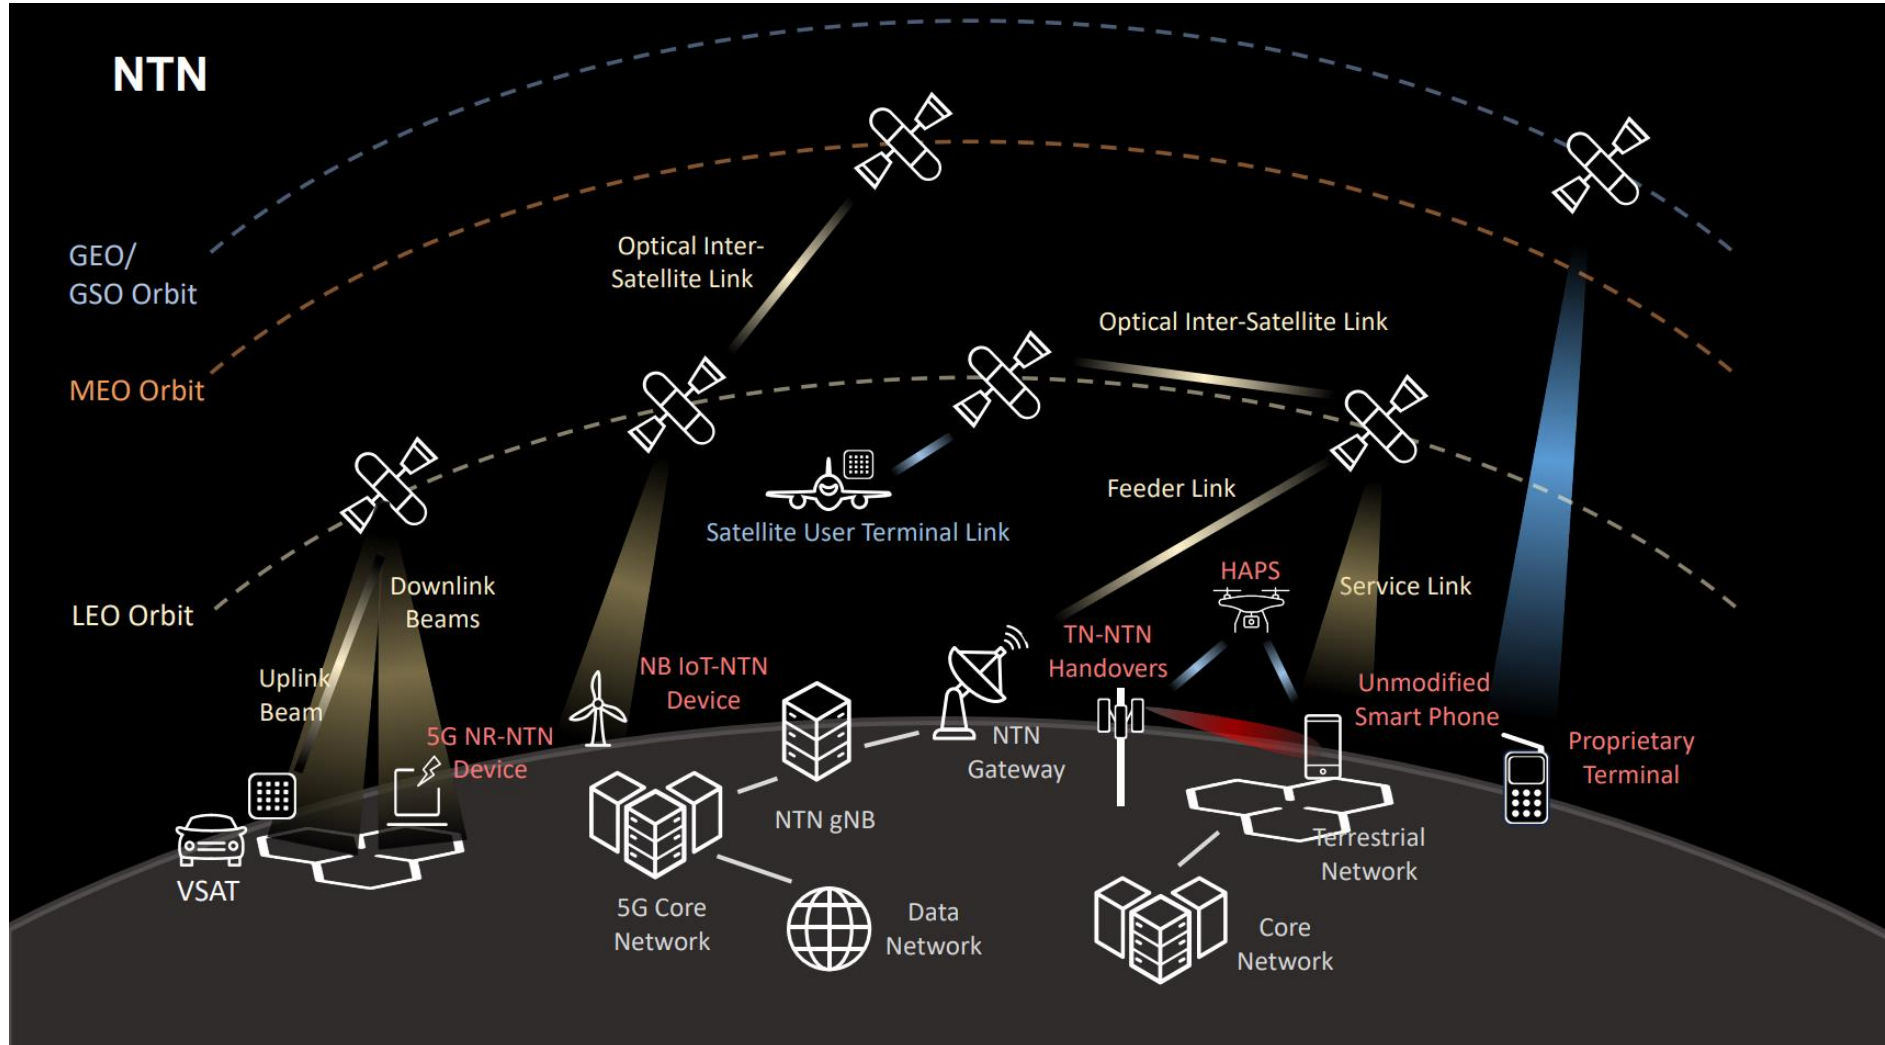 NTN
GEO/
GSO Orbit
MEO Orbit
LEO Orbit
Optical Inter-
Satellite Link
Optical Inter-Satellite Link
Satellite User Terminal Link
Feeder Link
HAPS
Service Link
Downlink
Beams
Uplink
Beam
5G NR-NTN
Device
NB IoT-NTN
Device
TN-NTN
Handovers
Unmodified
Smart Phone
Proprietary
Terminal
NTN
Gateway
NTN gNB
VSAT
5G Core
Network
Data
Network
Terrestrial
Network
Core
Network